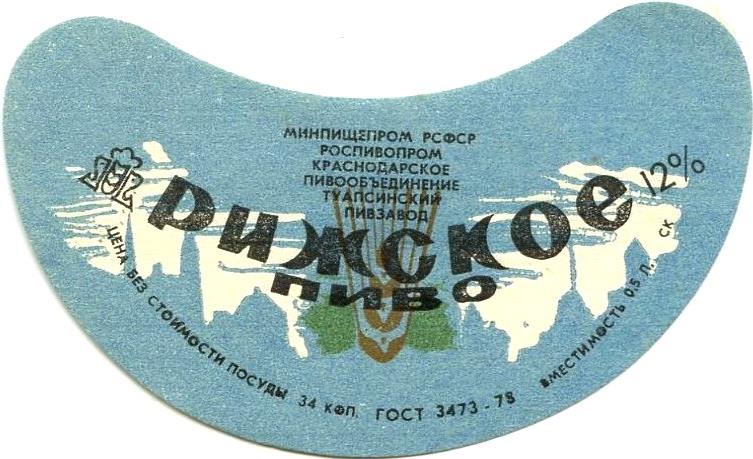 МИНПИЩЕПРОМ РСФСР
РОСПИВОПРОМ
КРАСНОДАРСКОЕ
ПИВООБЪЕДИНЕНИЕ
ТУАПСИНСКИЙ
ПИВЗАВОД
РИЖСКОЕ 12%
ПИВО
ЦЕНА БЕЗ СТОИМОСТИ ПОСУДЫ 34 КОП. ГОСТ 3473-78 ВМЕСТИМОСТЬ 0,5 Л. СК